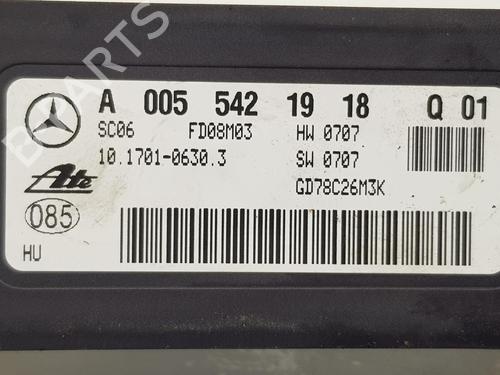 A 005 542 19 18 Q 01
SC06 FD08M03 HW 0707
10.1701-0630.3 SW 0707
Ate GD78C26M3K
085
HU
B PARTS